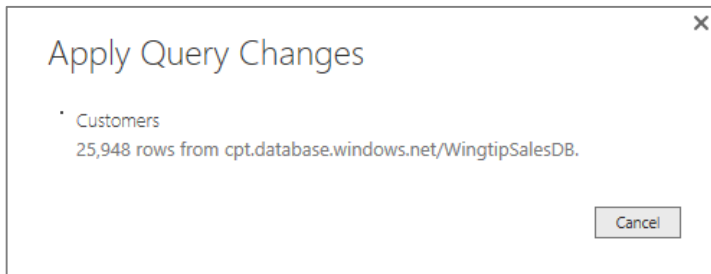 Apply Query Changes
Customers
25,948 rows from cpt.database.windows.net/WingtipSalesDB.
Cancel